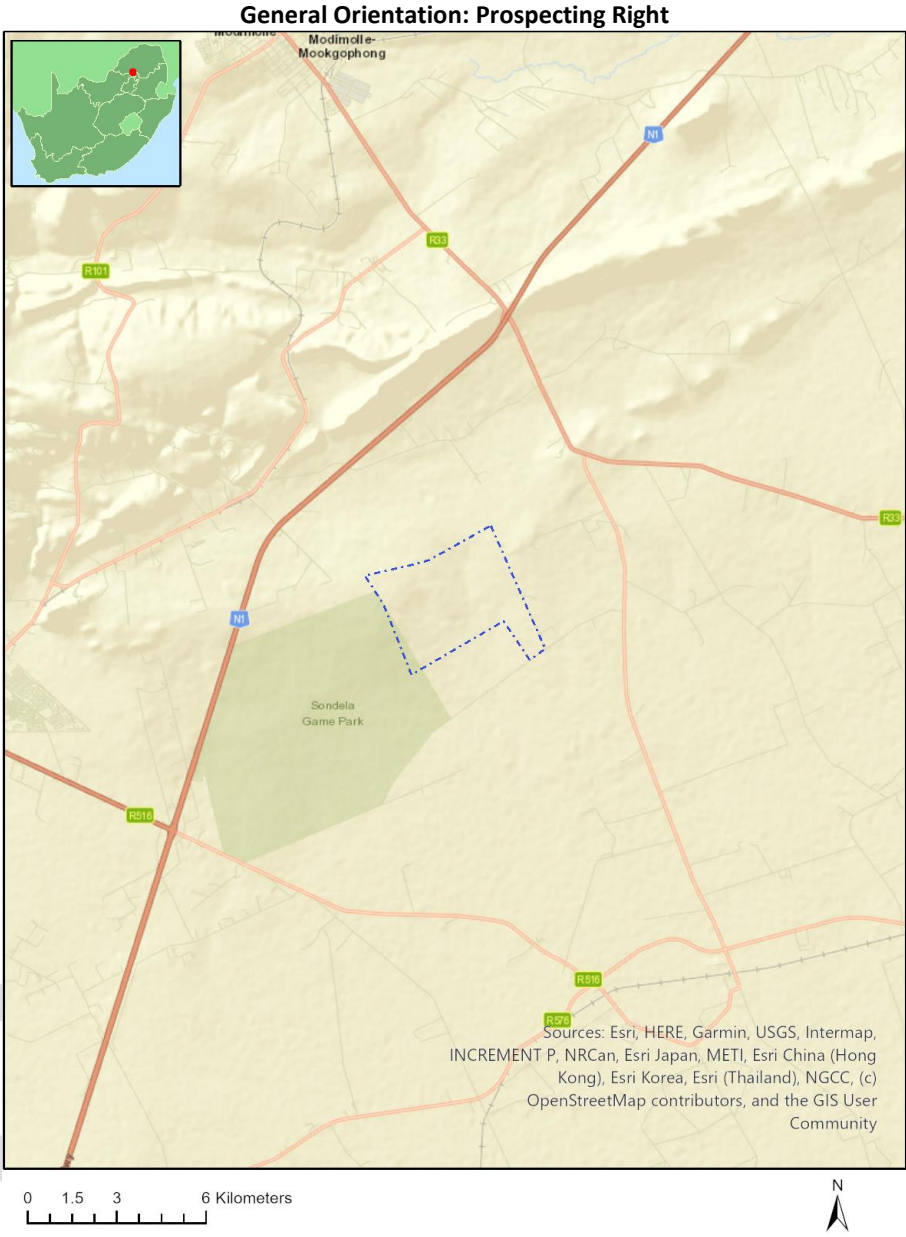 General Orientation: Prospecting Right
Modimolle
Modimolle-
Mookgophong
N1
R33
R101
R33
N1
Sondela
Game Park
R516
R516
R576
Sources: Esri, HERE, Garmin, USGS, Intermap,
INCREMENT P, NRCan, Esri Japan, METI, Esri China (Hong
Kong), Esri Korea, Esri (Thailand), NGCC, (c)
OpenStreetMap contributors, and the GIS User
Community
0 1.5 3 6 Kilometers
N